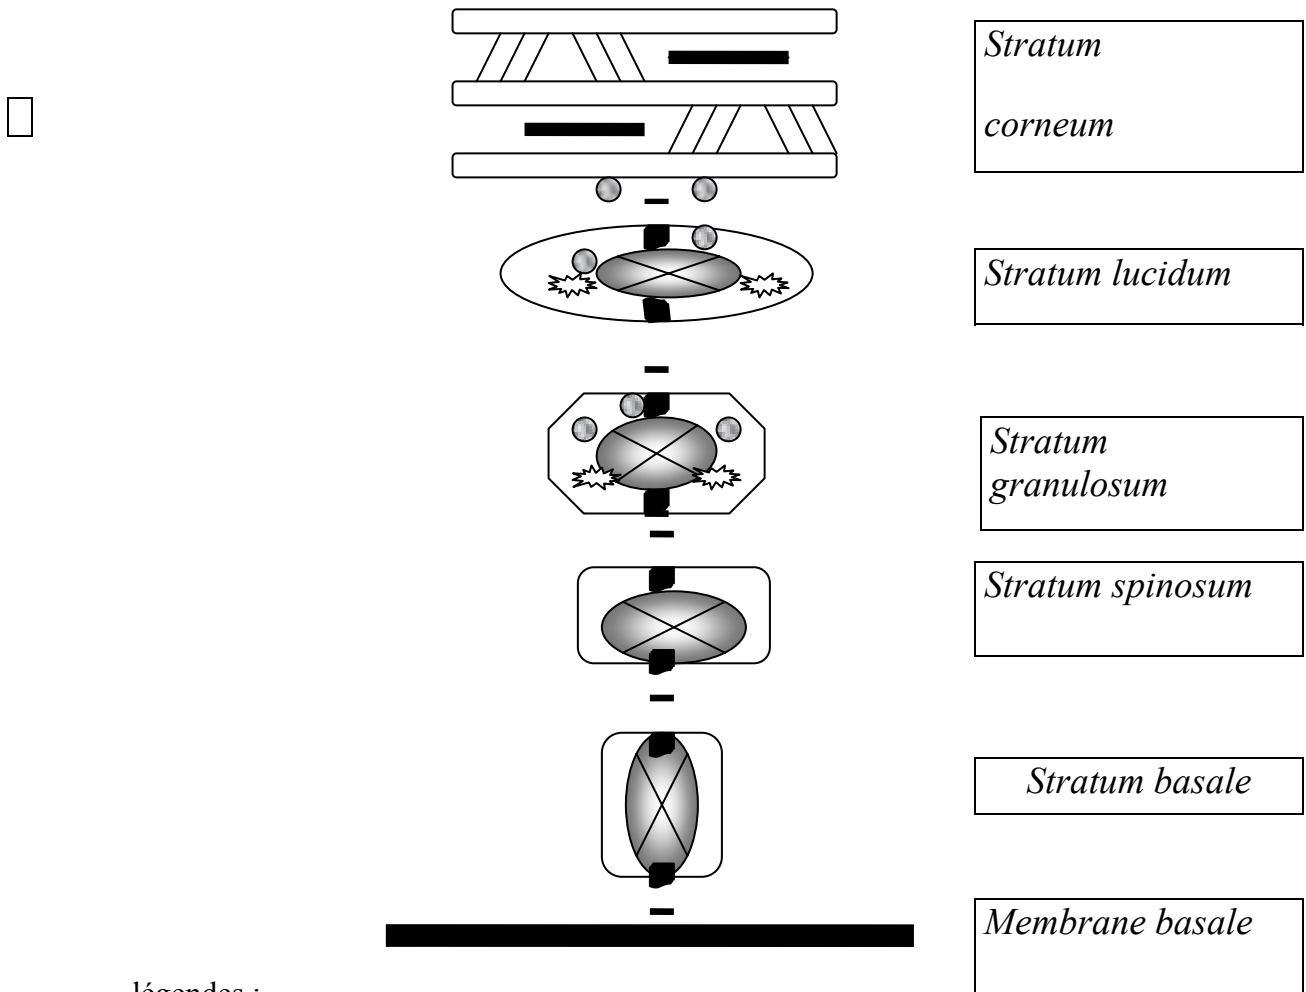 Stratum
corneum
Stratum lucidum
Stratum
granulosum
Stratum spinosum
Stratum basale
Membrane basale
légendes :